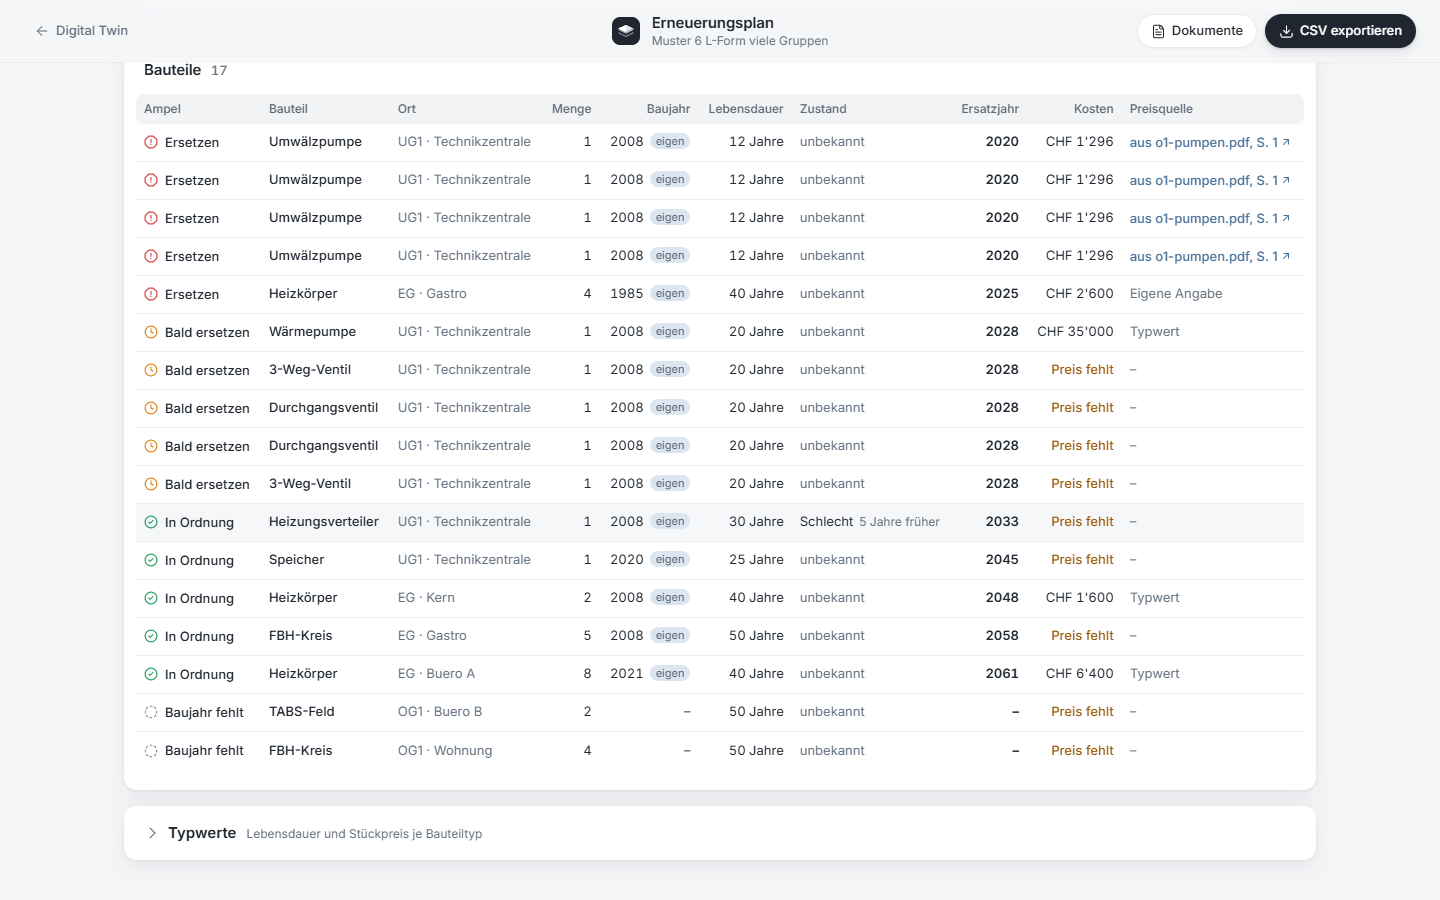 Digital Twin
Erneuerungsplan
Muster 6 L-Form viele Gruppen
Dokumente
CSV exportieren
Bauteile 17
Ampel Bauteil Ort Menge Baujahr Lebensdauer Zustand Ersatzjahr Kosten Preisquelle
Ersetzen Umwälzpumpe UG1 · Technikzentrale 1 2008 eigen 12 Jahre unbekannt 2020 CHF 1'296 aus o1-pumpen.pdf, S. 1 ↗
Ersetzen Umwälzpumpe UG1 · Technikzentrale 1 2008 eigen 12 Jahre unbekannt 2020 CHF 1'296 aus o1-pumpen.pdf, S. 1 ↗
Ersetzen Umwälzpumpe UG1 · Technikzentrale 1 2008 eigen 12 Jahre unbekannt 2020 CHF 1'296 aus o1-pumpen.pdf, S. 1 ↗
Ersetzen Umwälzpumpe UG1 · Technikzentrale 1 2008 eigen 12 Jahre unbekannt 2020 CHF 1'296 aus o1-pumpen.pdf, S. 1 ↗
Ersetzen Heizkörper EG · Gastro 4 1985 eigen 40 Jahre unbekannt 2025 CHF 2'600 Eigene Angabe
Bald ersetzen Wärmepumpe UG1 · Technikzentrale 1 2008 eigen 20 Jahre unbekannt 2028 CHF 35'000 Typwert
Bald ersetzen 3-Weg-Ventil UG1 · Technikzentrale 1 2008 eigen 20 Jahre unbekannt 2028 Preis fehlt –
Bald ersetzen Durchgangsventil UG1 · Technikzentrale 1 2008 eigen 20 Jahre unbekannt 2028 Preis fehlt –
Bald ersetzen Durchgangsventil UG1 · Technikzentrale 1 2008 eigen 20 Jahre unbekannt 2028 Preis fehlt –
Bald ersetzen 3-Weg-Ventil UG1 · Technikzentrale 1 2008 eigen 20 Jahre unbekannt 2028 Preis fehlt –
In Ordnung Heizungsverteiler UG1 · Technikzentrale 1 2008 eigen 30 Jahre Schlecht 5 Jahre früher 2033 Preis fehlt –
In Ordnung Speicher UG1 · Technikzentrale 1 2020 eigen 25 Jahre unbekannt 2045 Preis fehlt –
In Ordnung Heizkörper EG · Kern 2 2008 eigen 40 Jahre unbekannt 2048 CHF 1'600 Typwert
In Ordnung FBH-Kreis EG · Gastro 5 2008 eigen 50 Jahre unbekannt 2058 Preis fehlt –
In Ordnung Heizkörper EG · Buero A 8 2021 eigen 40 Jahre unbekannt 2061 CHF 6'400 Typwert
Baujahr fehlt TABS-Feld OG1 · Buero B 2 – 50 Jahre unbekannt – Preis fehlt –
Baujahr fehlt FBH-Kreis OG1 · Wohnung 4 – 50 Jahre unbekannt – Preis fehlt –
Typwerte Lebensdauer und Stückpreis je Bauteiltyp